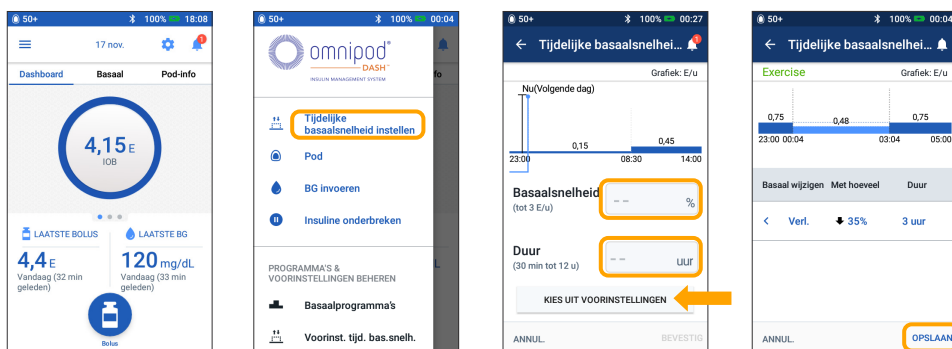 50+
100%
18:08
17 nov.
Dashboard Basaal Pod-info
4,15 E
IOB
LAATSTE BOLUS
LAATSTE BG
4,4 E
Vandaag (32 min
geleden)
120 mg/dL
Vandaag (33 min
geleden)
Bolus
50+
100%
00:04
omnipod®
DASH™
INSULIN MANAGEMENT SYSTEM
fo
Tijdelijke
basaalsnelheid instellen
Pod
BG invoeren
Insuline onderbreken
L
PROGRAMMA'S &
VOORINSTELLINGEN BEHEREN
Basaalprogramma's
Voorinst. tijd. bas.snelh.
50+
100%
00:27
Tijdelijke basaalsnelhei...
1
Grafiek: E/u
Nu(Volgende dag)
0,15
0,45
23:00 08:30 14:00
Basaalsnelheid
(tot 3 E/u)
-- %
Duur
(30 min tot 12 u)
-- uur
KIES UIT VOORINSTELLINGEN
ANNUL. BEVESTIG
50+
100%
00:04
Tijdelijke basaalsnelhei...
Exercise Grafiek: E/u
0,75 0,48 0,75
23:00 00:04 03:04 05:00
Basaal wijzigen Met hoeveel Duur
Verl. 35% 3 uur
ANNUL. OPSLAAN